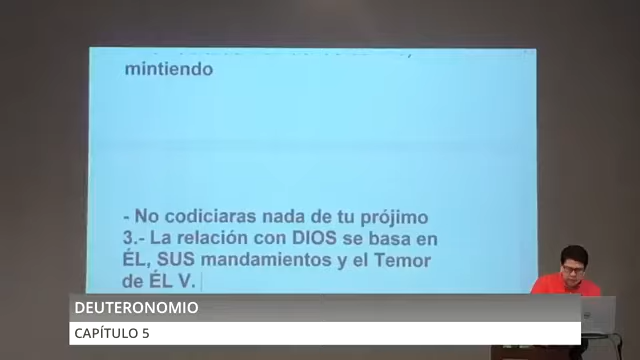 mintiendo
- No codiciaras nada de tu prójimo
3.- La relación con DIOS se basa en
ÉL, SUS mandamientos y el Temor
de ÉL V.
DEUTERONOMIO
CAPÍTULO 5